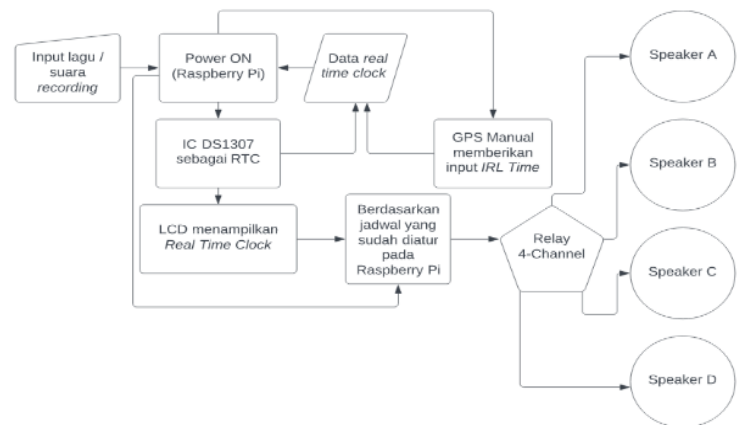 Input lagu /
suara
recording
Power ON
(Raspberry Pi)
Data real
time clock
Speaker A
IC DS1307
sebagai RTC
GPS Manual
memberikan
input IRL Time
Speaker B
LCD menampilkan
Real Time Clock
Berdasarkan
jadwal yang
sudah diatur
pada
Raspberry Pi
Relay
4-Channel
Speaker C
Speaker D